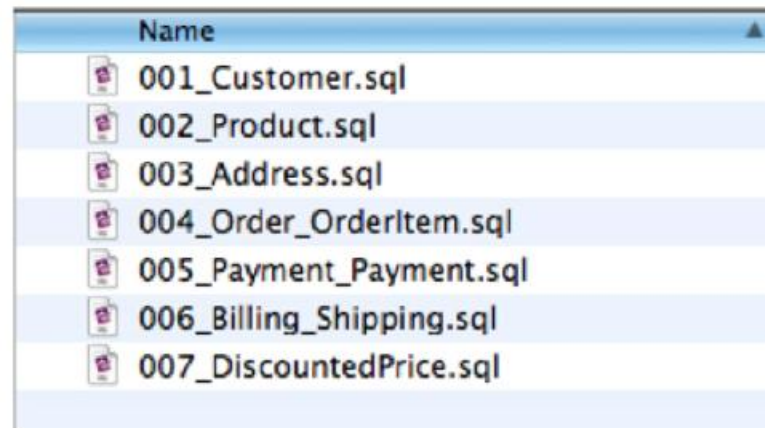 Name
001_Customer.sql
002_Product.sql
003_Address.sql
004_Order_OrderItem.sql
005_Payment_Payment.sql
006_Billing_Shipping.sql
007_DiscountedPrice.sql